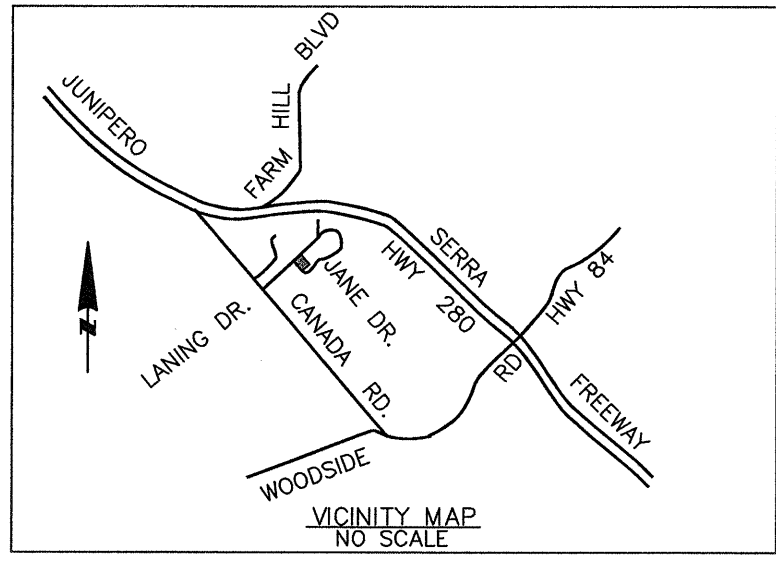 JUNIPERO
FARM HILL BLVD
SERRA
HWY 280
HWY 84
JANE DR.
LANING DR.
CANADA RD.
RD
FREEWAY
WOODSIDE
VICINITY MAP
NO SCALE
N